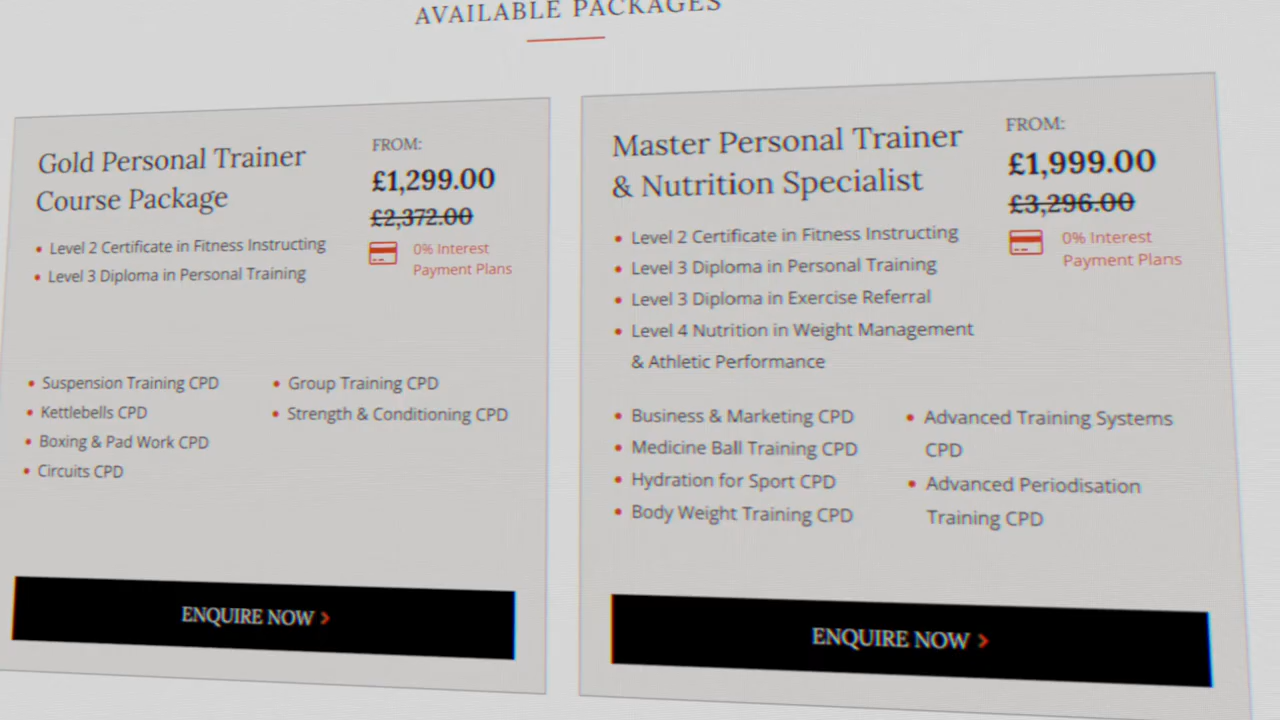 AVAILABLE PACKAGES
Gold Personal Trainer
Course Package
FROM:
£1,299.00
£2,372.00
0% Interest
Payment Plans
Level 2 Certificate in Fitness Instructing
Level 3 Diploma in Personal Training
Suspension Training CPD
Kettlebells CPD
Boxing & Pad Work CPD
Circuits CPD
Group Training CPD
Strength & Conditioning CPD
ENQUIRE NOW >
Master Personal Trainer
& Nutrition Specialist
FROM:
£1,999.00
£3,296.00
0% Interest
Payment Plans
Level 2 Certificate in Fitness Instructing
Level 3 Diploma in Personal Training
Level 3 Diploma in Exercise Referral
Level 4 Nutrition in Weight Management
& Athletic Performance
Business & Marketing CPD
Medicine Ball Training CPD
Hydration for Sport CPD
Body Weight Training CPD
Advanced Training Systems
CPD
Advanced Periodisation
Training CPD
ENQUIRE NOW >